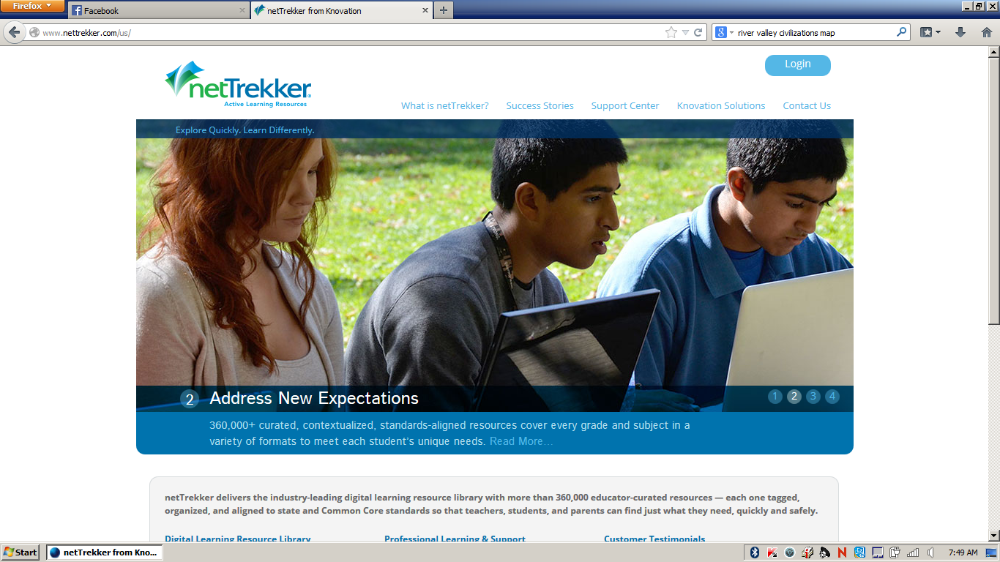 Firefox
Facebook
netTrekker from Knovation
www.nettrekker.com/us/
river valley civilizations map
Login
netTrekker®
Active Learning Resources
What is netTrekker? Success Stories Support Center Knovation Solutions Contact Us
Explore Quickly. Learn Differently.
2 Address New Expectations
1 2 3 4
360,000+ curated, contextualized, standards-aligned resources cover every grade and subject in a
variety of formats to meet each student's unique needs. Read More...
netTrekker delivers the industry-leading digital learning resource library with more than 360,000 educator-curated resources — each one tagged,
organized, and aligned to state and Common Core standards so that teachers, students, and parents can find just what they need, quickly and safely.
Digital Learning Resource Library Professional Learning & Support Customer Testimonials
Start netTrekker from Kno... 7:49 AM